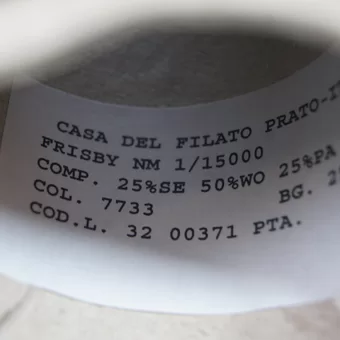 CASA DEL FILATO PRATO-
FRISBY NM 1/15000
COMP. 25%SE 50%WO 25%PA
COL. 7733 BG.
COD.L. 32 00371 PTA.